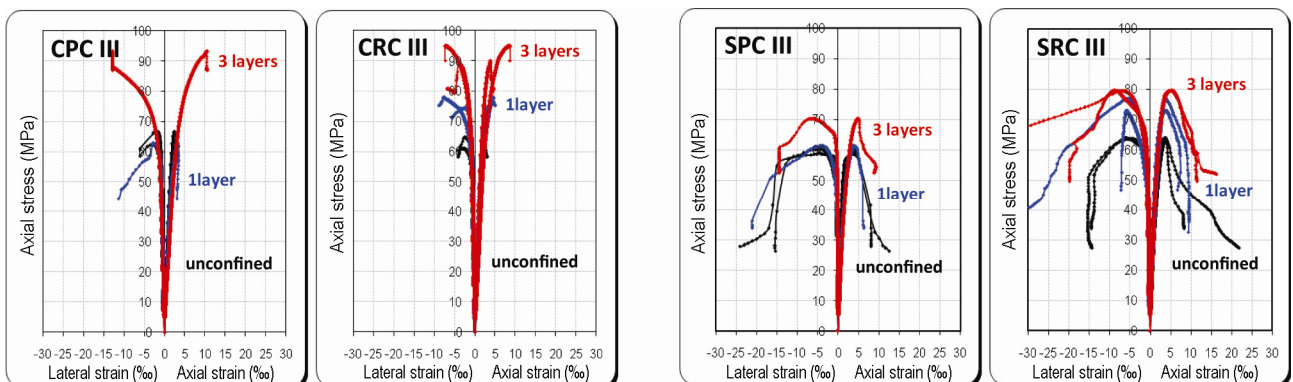 CPC III
Axial stress (MPa)
100
90
80
70
60
50
40
30
20
10
0
3 layers
1layer
unconfined
-30 -25 -20 -15 -10 -5 0 5 10 15 20 25 30
Lateral strain (‰) Axial strain (‰)
CRC III
Axial stress (MPa)
100
90
80
70
60
50
40
30
20
10
0
3 layers
1layer
unconfined
-30 -25 -20 -15 -10 -5 0 5 10 15 20 25 30
Lateral strain (‰) Axial strain (‰)
SPC III
Axial stress (MPa)
100
90
80
70
60
50
40
30
20
10
0
3 layers
1layer
unconfined
-30 -25 -20 -15 -10 -5 0 5 10 15 20 25 30
Lateral strain (‰) Axial strain (‰)
SRC III
Axial stress (MPa)
100
90
80
70
60
50
40
30
20
10
0
3 layers
1layer
unconfined
-30 -25 -20 -15 -10 -5 0 5 10 15 20 25 30
Lateral strain (‰) Axial strain (‰)